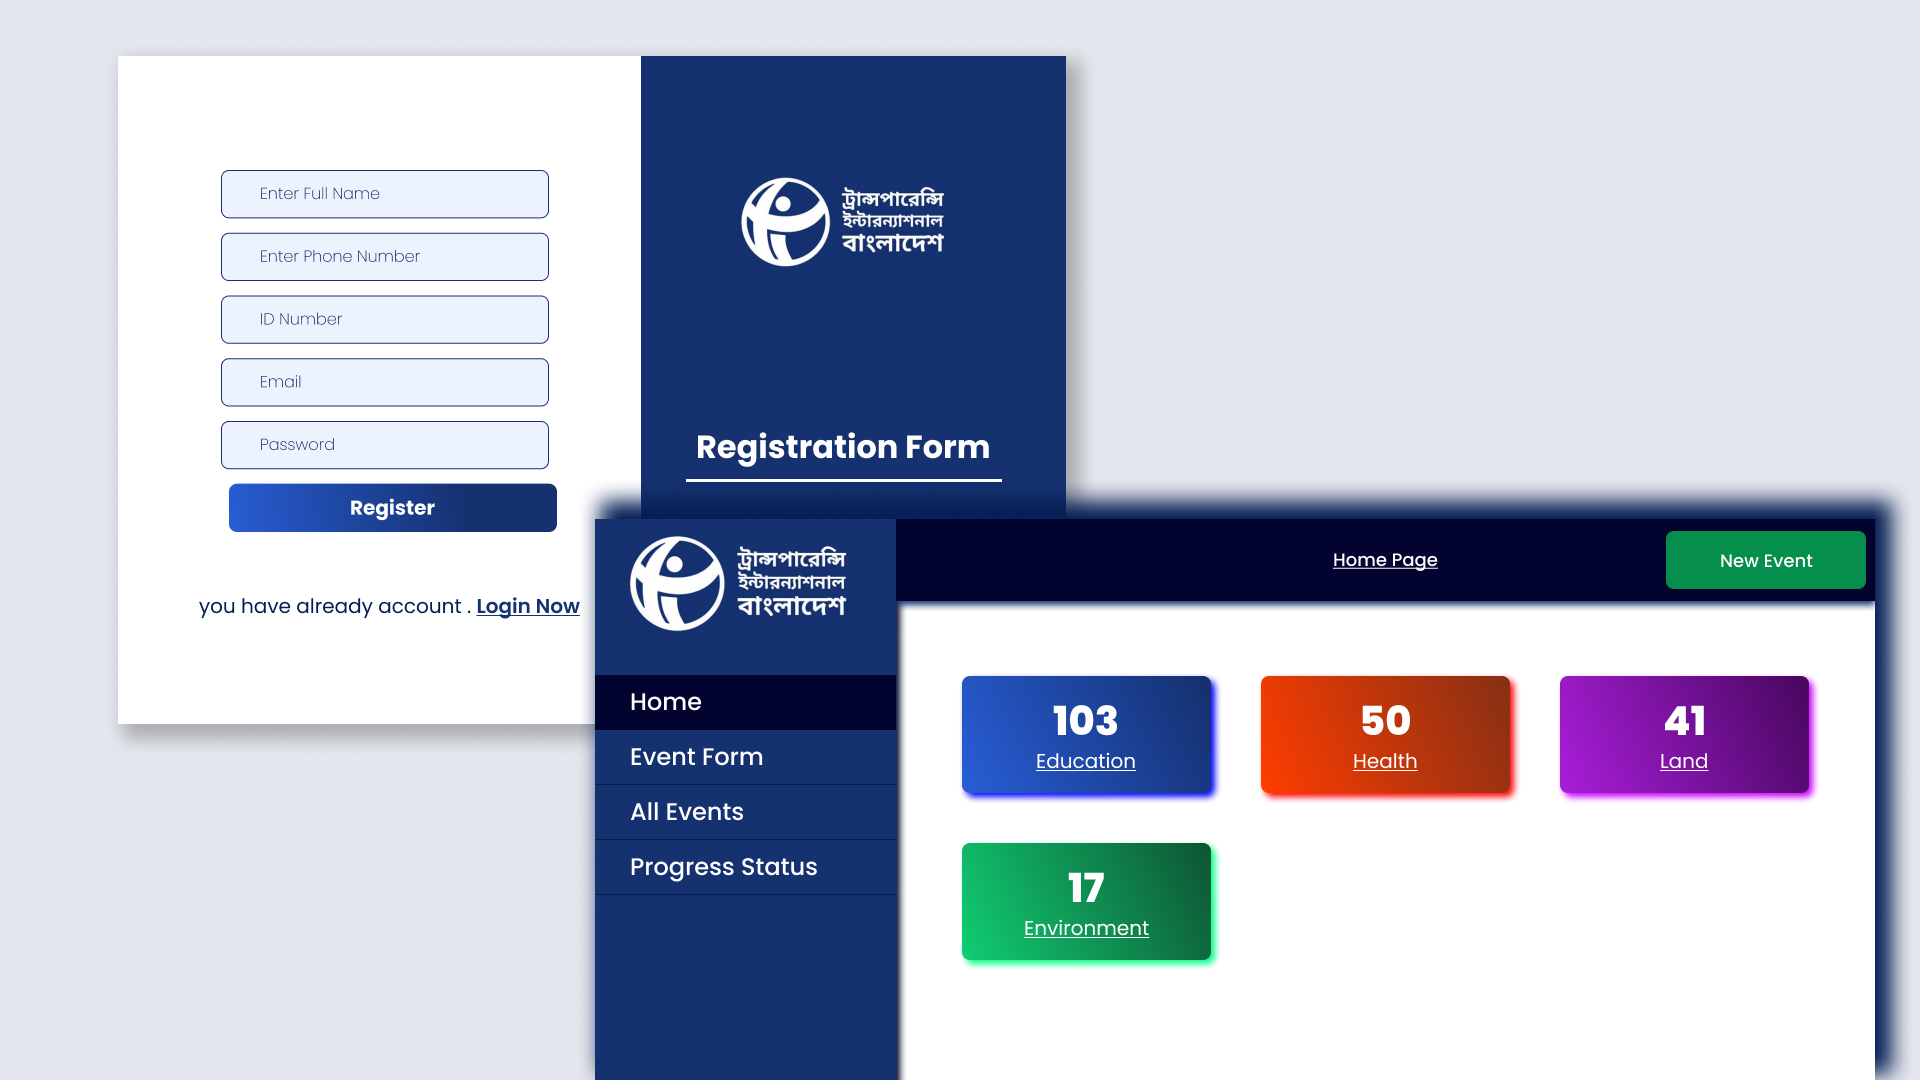 Enter Full Name
Enter Phone Number
ID Number
Email
Password
Register
you have already account . Login Now
ট্রান্সপারেন্সি
ইন্টারন্যাশনাল
বাংলাদেশ
Registration Form
ট্রান্সপারেন্সি
ইন্টারন্যাশনাল
বাংলাদেশ
Home
Event Form
All Events
Progress Status
Home Page
New Event
103
Education
50
Health
41
Land
17
Environment